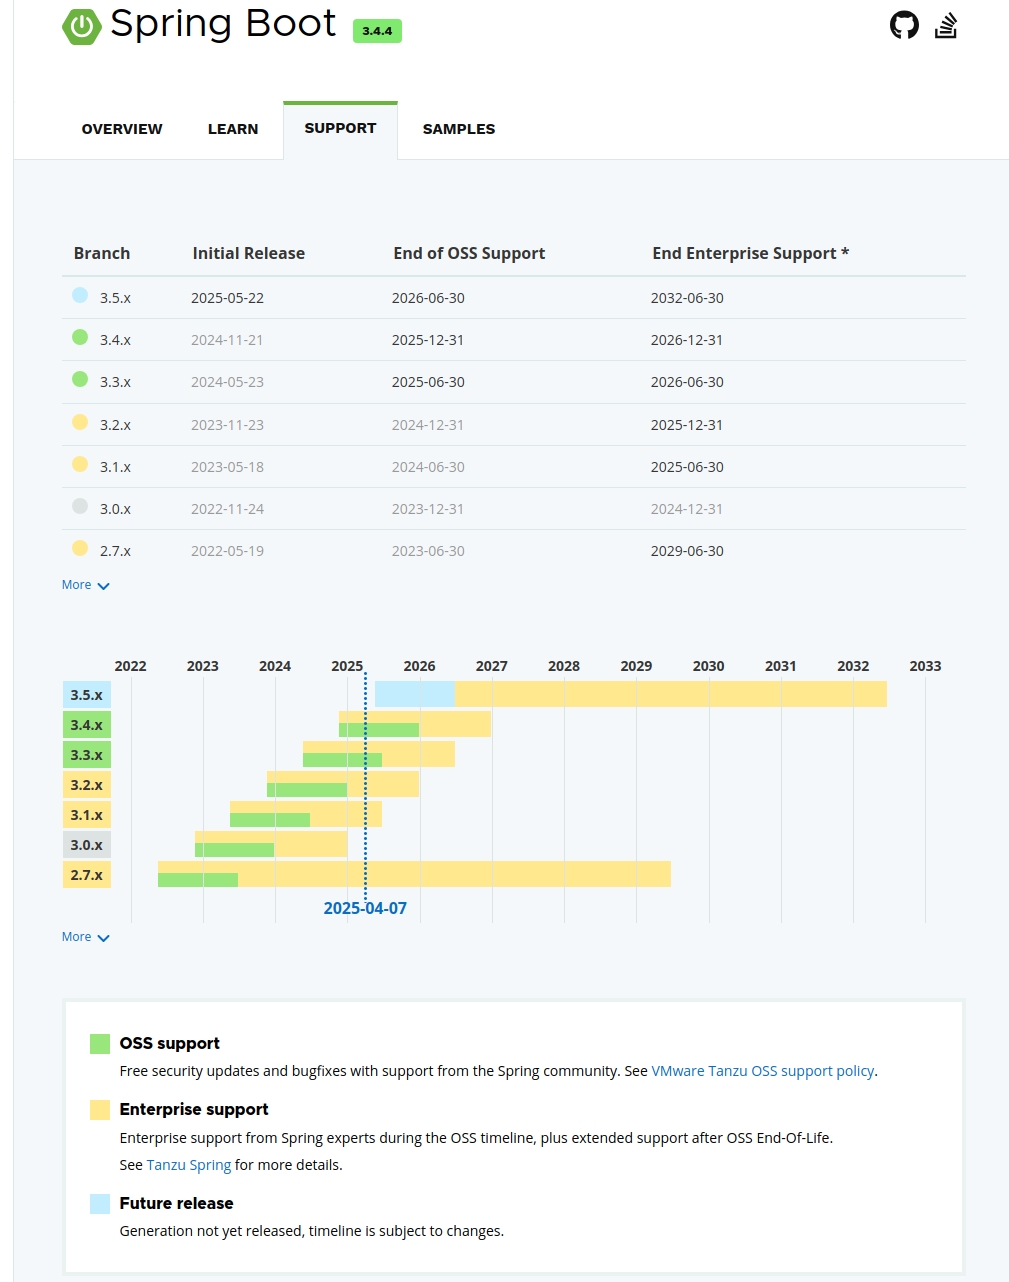 Spring Boot 3.4.4
OVERVIEW LEARN SUPPORT SAMPLES
Branch Initial Release End of OSS Support End Enterprise Support *
3.5.x 2025-05-22 2026-06-30 2032-06-30
3.4.x 2024-11-21 2025-12-31 2026-12-31
3.3.x 2024-05-23 2025-06-30 2026-06-30
3.2.x 2023-11-23 2024-12-31 2025-12-31
3.1.x 2023-05-18 2024-06-30 2025-06-30
3.0.x 2022-11-24 2023-12-31 2024-12-31
2.7.x 2022-05-19 2023-06-30 2029-06-30
More
2022 2023 2024 2025 2026 2027 2028 2029 2030 2031 2032 2033
3.5.x
3.4.x
3.3.x
3.2.x
3.1.x
3.0.x
2.7.x
2025-04-07
More
OSS support
Free security updates and bugfixes with support from the Spring community. See VMware Tanzu OSS support policy.
Enterprise support
Enterprise support from Spring experts during the OSS timeline, plus extended support after OSS End-Of-Life.
See Tanzu Spring for more details.
Future release
Generation not yet released, timeline is subject to changes.